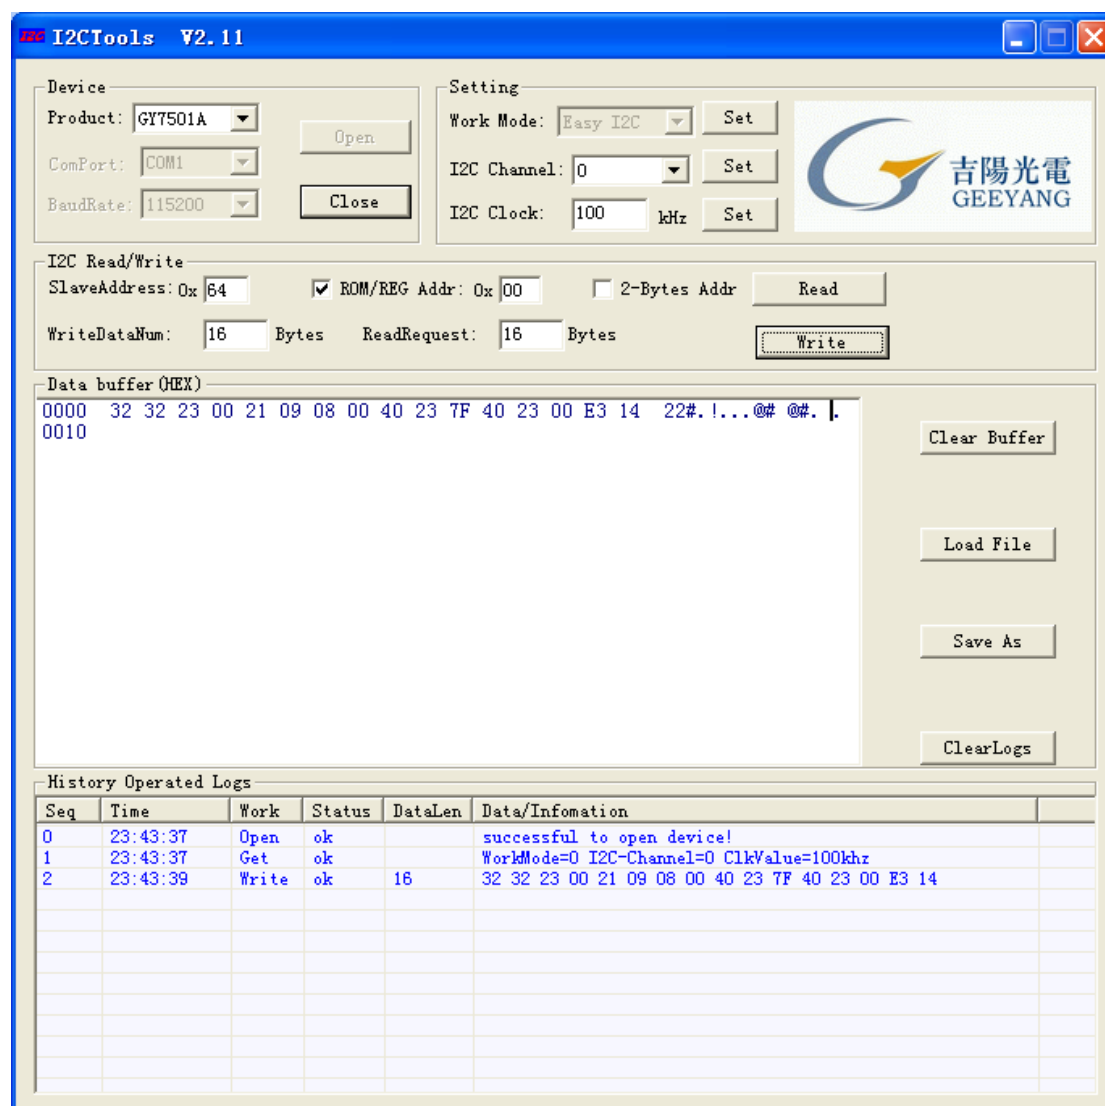 I2C I2CTools V2.11
Device
Product: GY7501A
Open
ComPort: COM1
BaudRate: 115200
Close
Setting
Work Mode: Easy I2C Set
I2C Channel: 0 Set
I2C Clock: 100 kHz Set
吉陽光電
GEEYANG
I2C Read/Write
SlaveAddress: 0x 64 ROM/REG Addr: 0x 00 2-Bytes Addr Read
WriteDataNum: 16 Bytes ReadRequest: 16 Bytes Write
Data buffer(HEX)
0000 32 32 23 00 21 09 08 00 40 23 7F 40 23 00 E3 14 22#.!...@# @#. .
0010
Clear Buffer
Load File
Save As
ClearLogs
History Operated Logs
Seq Time Work Status DataLen Data/Infomation
0 23:43:37 Open ok successful to open device!
1 23:43:37 Get ok WorkMode=0 I2C-Channel=0 ClkValue=100khz
2 23:43:39 Write ok 16 32 32 23 00 21 09 08 00 40 23 7F 40 23 00 E3 14